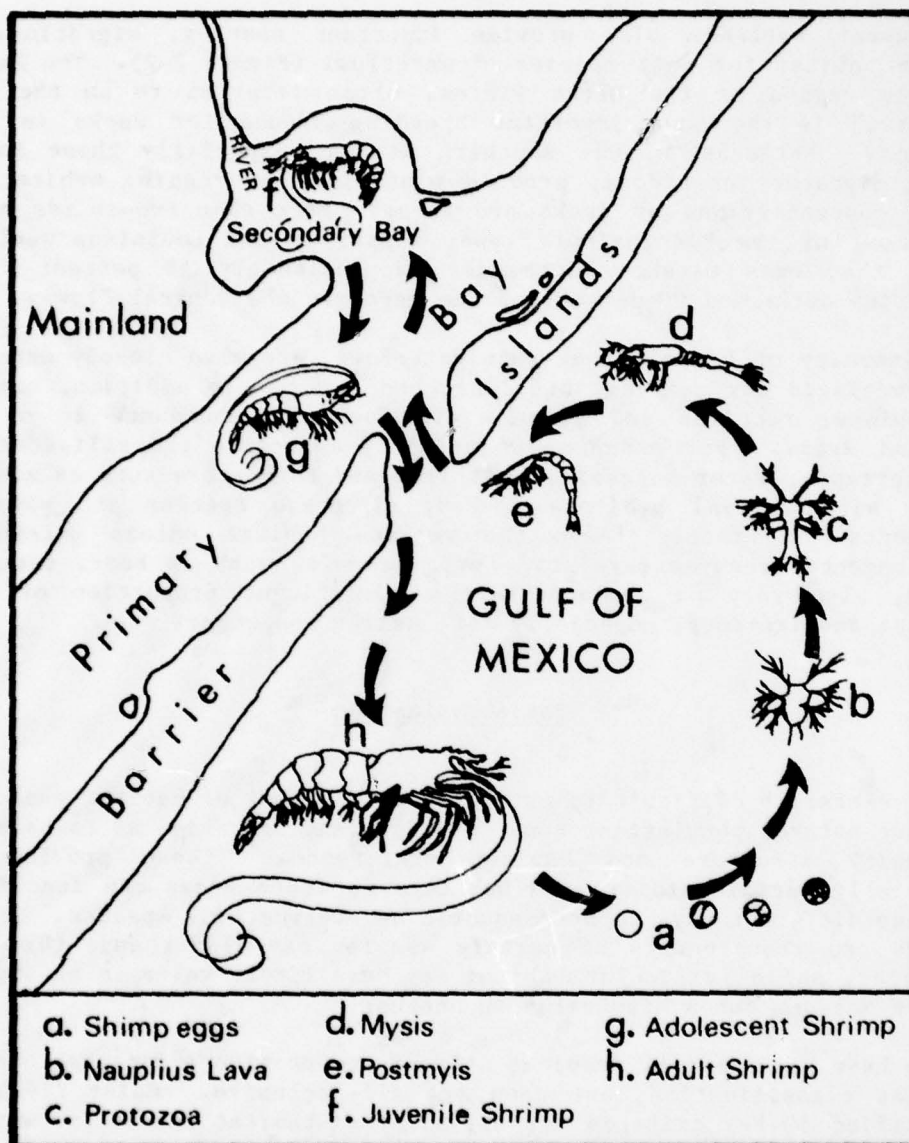 RIVER
f
Secondary Bay
Mainland
Bay
Islands
d
g
e
c
Primary
Barrier
GULF OF
MEXICO
b
h
a
a. Shimp eggs
b. Nauplius Lava
c. Protozoa
d. Mysis
e. Postmyis
f. Juvenile Shrimp
g. Adolescent Shrimp
h. Adult Shrimp